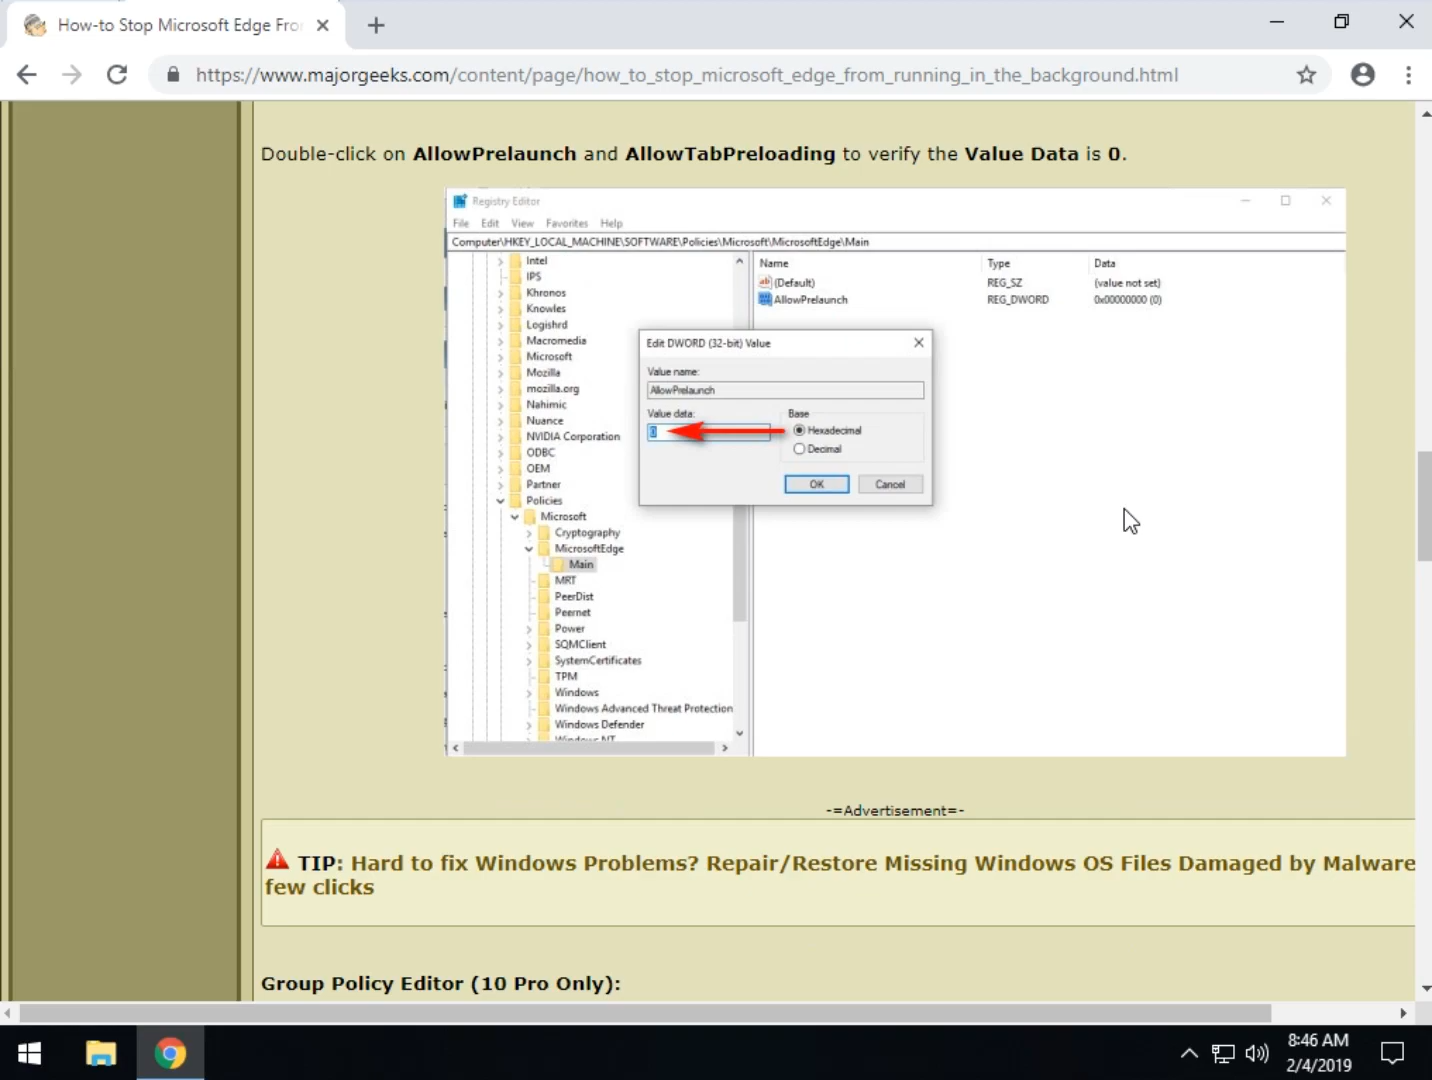 How-to Stop Microsoft Edge Fro
https://www.majorgeeks.com/content/page/how_to_stop_microsoft_edge_from_running_in_the_background.html
Double-click on AllowPrelaunch and AllowTabPreloading to verify the Value Data is 0.
Registry Editor
File Edit View Favorites Help
Computer\HKEY_LOCAL_MACHINE\SOFTWARE\Policies\Microsoft\MicrosoftEdge\Main
Intel
IPS
Khronos
Knowles
Logishrd
Macromedia
Microsoft
Mozilla
mozilla.org
Nahimic
Nuance
NVIDIA Corporation
ODBC
OEM
Partner
Policies
Microsoft
Cryptography
MicrosoftEdge
Main
MRT
PeerDist
Peernet
Power
SQMClient
SystemCertificates
TPM
Windows
Windows Advanced Threat Protection
Windows Defender
Windows NT
Name Type Data
(Default) REG_SZ (value not set)
AllowPrelaunch REG_DWORD 0x00000000 (0)
Edit DWORD (32-bit) Value
Value name:
AllowPrelaunch
Value data:
0
Base
Hexadecimal
Decimal
OK Cancel
-=Advertisement=-
TIP: Hard to fix Windows Problems? Repair/Restore Missing Windows OS Files Damaged by Malware
few clicks
Group Policy Editor (10 Pro Only):
8:46 AM
2/4/2019